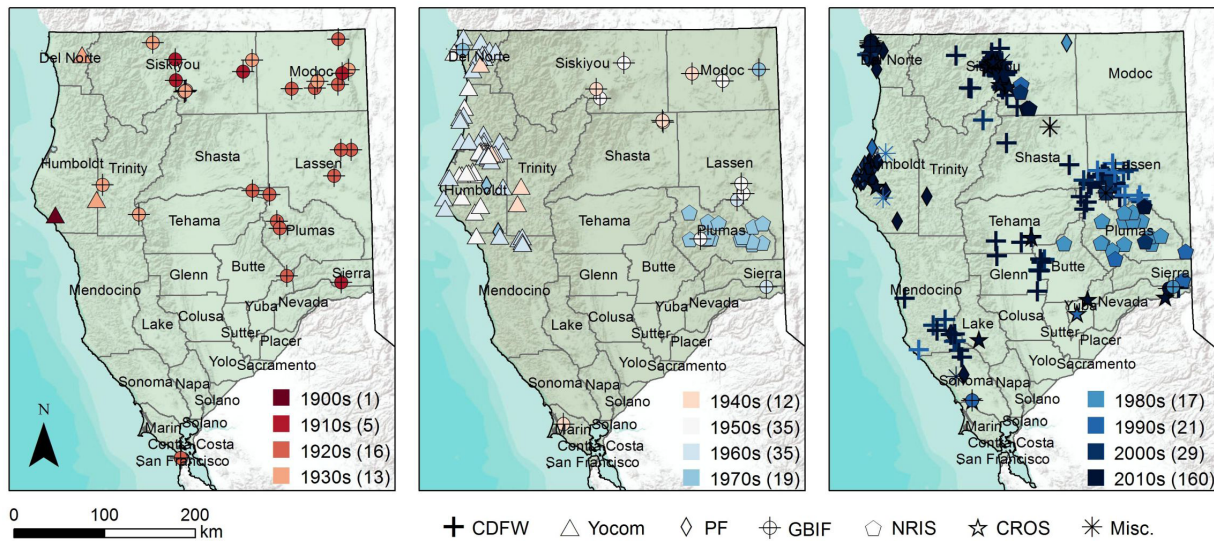 Del Norte
Siskiyou
Modoc
Humboldt
Trinity
Shasta
Lassen
Tehama
Plumas
Glenn
Butte
Sierra
Mendocino
Yuba
Nevada
Lake
Colusa
Sutter
Placer
Yolo
Sacramento
Sonoma
Napa
Solano
Marin
Solano
Contra Costa
San Francisco
N
1900s (1)
1910s (5)
1920s (16)
1930s (13)
Del Norte
Siskiyou
Modoc
Humboldt
Trinity
Shasta
Lassen
Tehama
Plumas
Glenn
Butte
Sierra
Mendocino
Yuba
Nevada
Lake
Colusa
Sutter
Placer
Yolo
Sacramento
Sonoma
Napa
Solano
Marin
Solano
Contra Costa
San Francisco
1940s (12)
1950s (35)
1960s (35)
1970s (19)
Del Norte
Siskiyou
Modoc
Humboldt
Trinity
Shasta
Lassen
Tehama
Plumas
Glenn
Butte
Sierra
Mendocino
Yuba
Nevada
Lake
Colusa
Sutter
Placer
Yolo
Sacramento
Sonoma
Napa
Solano
Marin
Solano
Contra Costa
San Francisco
1980s (17)
1990s (21)
2000s (29)
2010s (160)
0 100 200
km
CDFW Yocom PF GBIF NRIS CROS Misc.